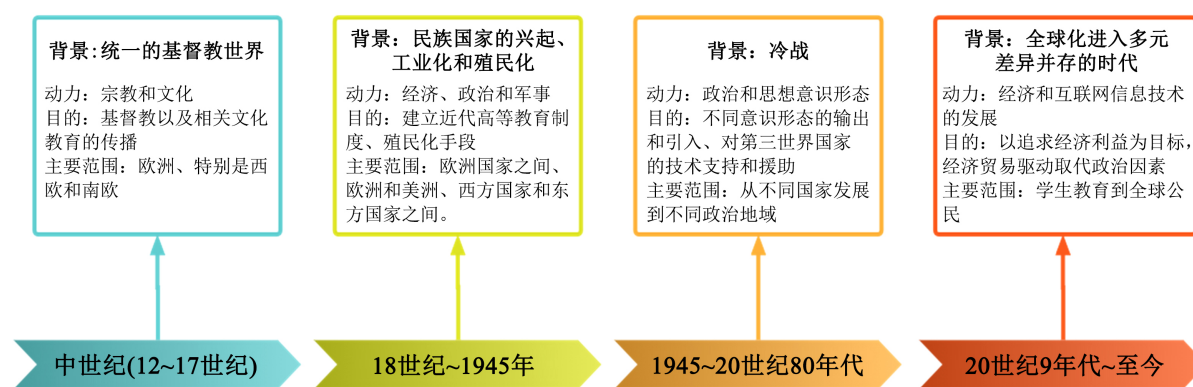 背景:统一的基督教世界
动力：宗教和文化
目的：基督教以及相关文化
教育的传播
主要范围：欧洲、特别是西
欧和南欧
背景：民族国家的兴起、
工业化和殖民化
动力：经济、政治和军事
目的：建立近代高等教育制
度、殖民化手段
主要范围：欧洲国家之间、
欧洲和美洲、西方国家和东
方国家之间。
背景：冷战
动力：政治和思想意识形态
目的：不同意识形态的输出
和引入、对第三世界国家
的技术支持和援助
主要范围：从不同国家发展
到不同政治地域
背景：全球化进入多元
差异并存的时代
动力：经济和互联网信息技术
的发展
目的：以追求经济利益为目标，
经济贸易驱动取代政治因素
主要范围：学生教育到全球公
民
中世纪(12~17世纪)
18世纪~1945年
1945~20世纪80年代
20世纪9年代~至今